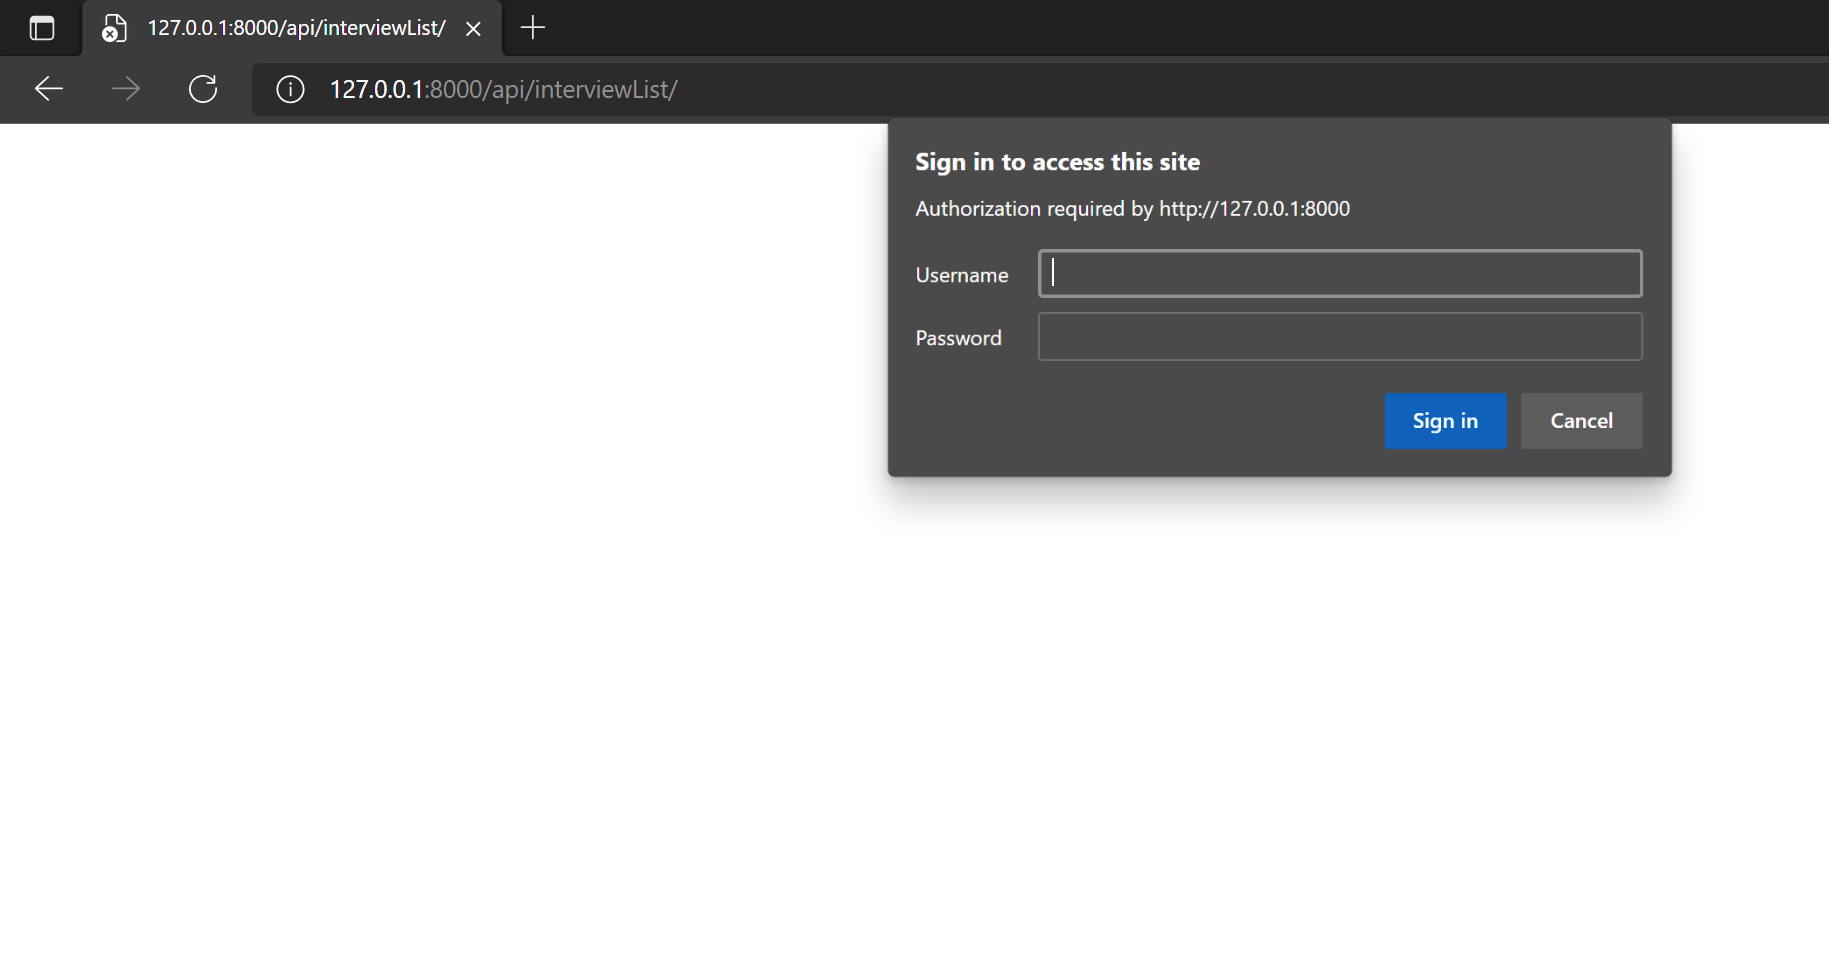 127.0.0.1:8000/api/interviewList/
127.0.0.1:8000/api/interviewList/
Sign in to access this site
Authorization required by http://127.0.0.1:8000
Username
Password
Sign in
Cancel